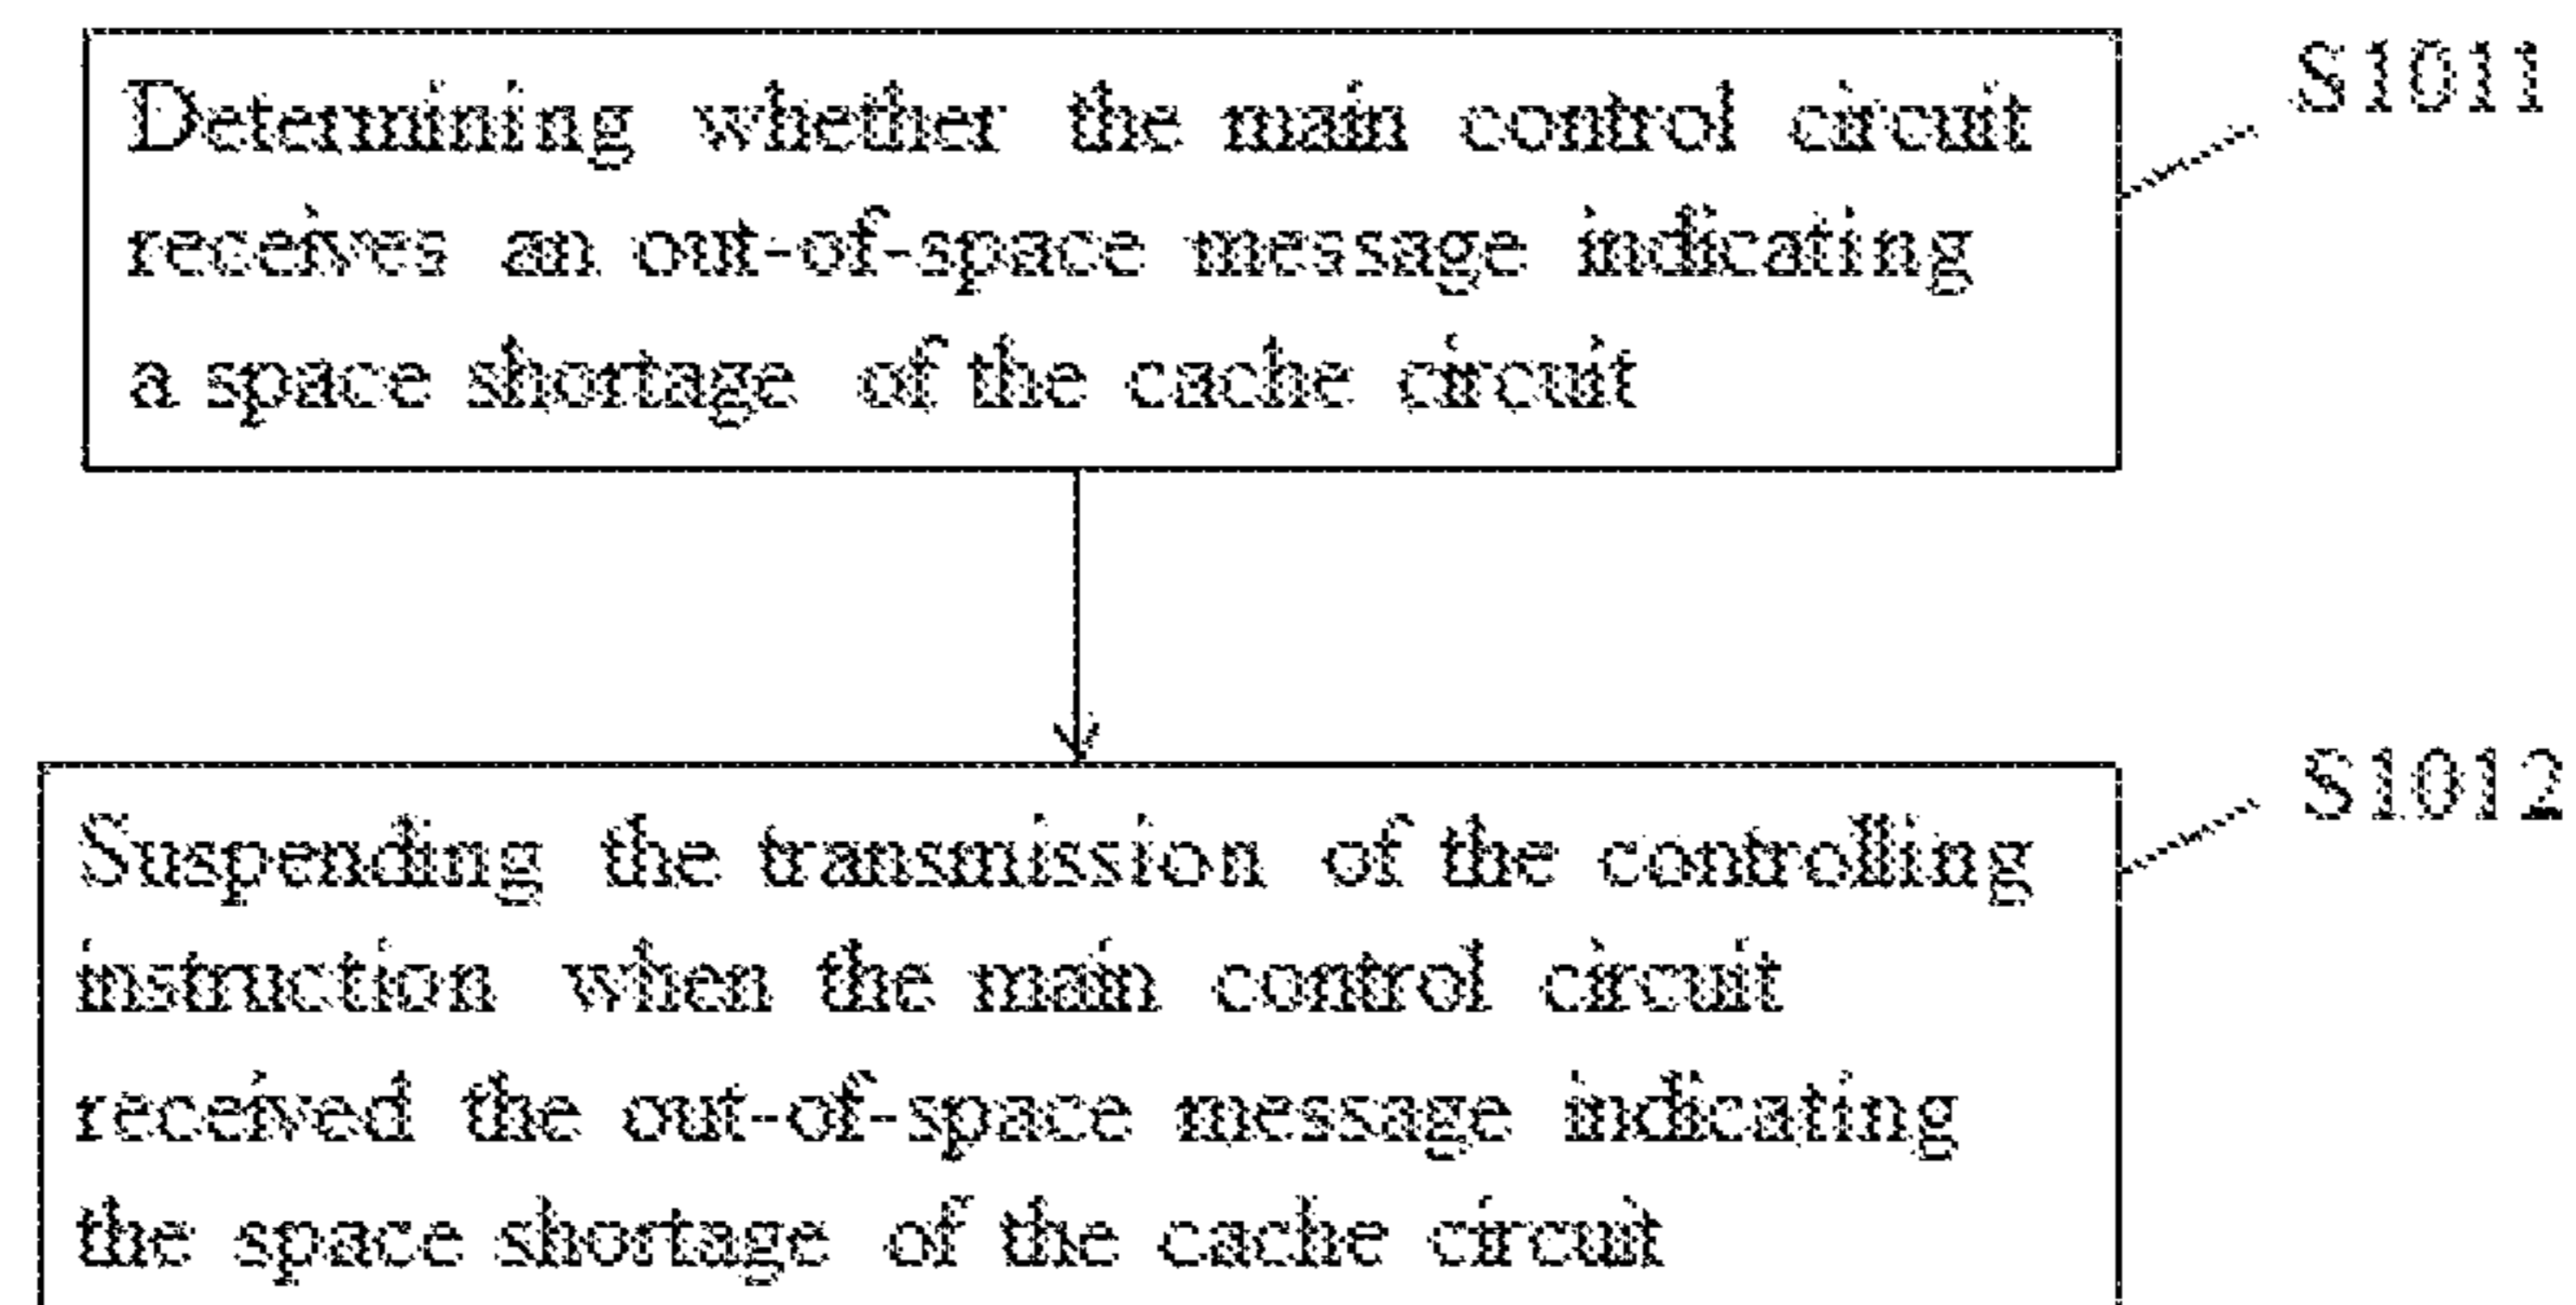 Determining whether the main control circuit
receives an out-of-space message indicating
a space shortage of the cache circuit
S1011
Suspending the transmission of the controlling
instruction when the main control circuit
received the out-of-space message indicating
the space shortage of the cache circuit
S1012